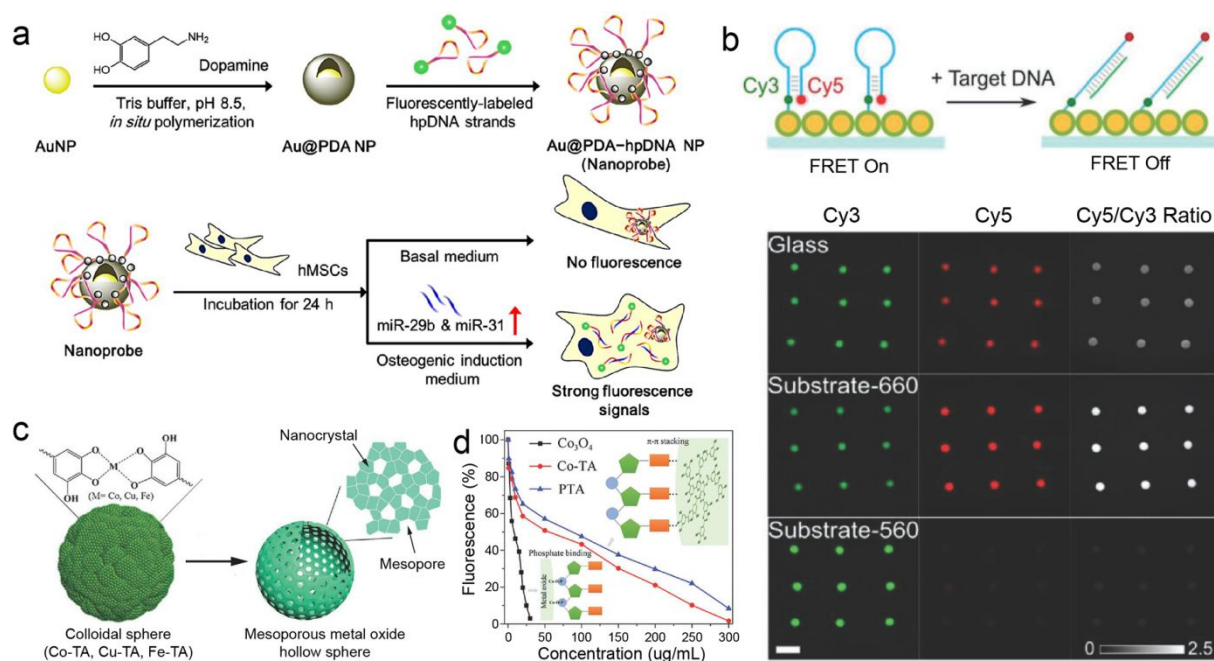 a
HO
HO
NH2
Dopamine
Tris buffer, pH 8.5,
in situ polymerization
AuNP
Au@PDA NP
Fluorescently-labeled
hpDNA strands
Au@PDA–hpDNA NP
(Nanoprobe)
Nanoprobe
hMSCs
Incubation for 24 h
Basal medium
No fluorescence
miR-29b & miR-31
Osteogenic induction
medium
Strong fluorescence
signals
b
Cy3
Cy5
+ Target DNA
FRET On
FRET Off
Cy3
Cy5
Cy5/Cy3 Ratio
Glass
Substrate-660
Substrate-560
0
2.5
c
OH
O
O
M
O
O
OH
(M= Co, Cu, Fe)
Colloidal sphere
(Co-TA, Cu-TA, Fe-TA)
Nanocrystal
Mesopore
Mesoporous metal oxide
hollow sphere
d
Fluorescence (%)
100
80
60
40
20
0
Co3O4
Co-TA
PTA
π-π stacking
Phosphate binding
Metal oxide
0 50 100 150 200 250 300
Concentration (ug/mL)